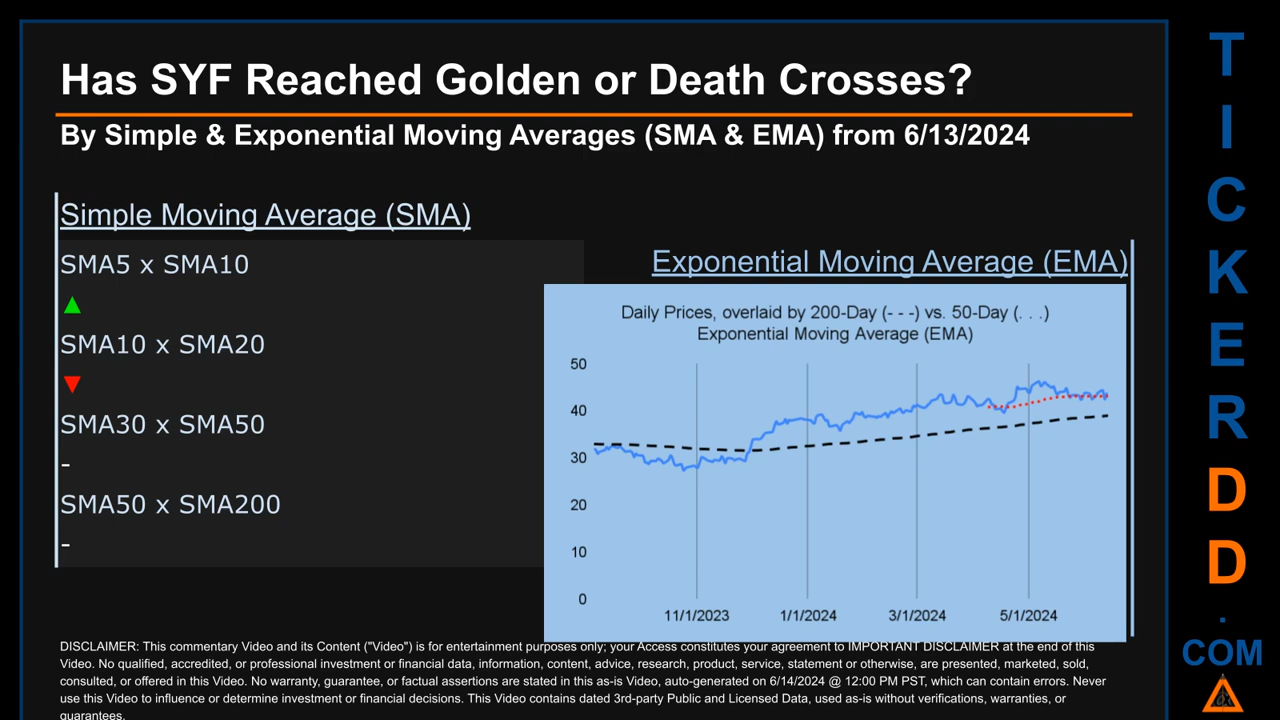 Has SYF Reached Golden or Death Crosses?
By Simple & Exponential Moving Averages (SMA & EMA) from 6/13/2024
Simple Moving Average (SMA)
SMA5 x SMA10
▲
SMA10 x SMA20
▼
SMA30 x SMA50
-
SMA50 x SMA200
-
Exponential Moving Average (EMA)
Daily Prices, overlaid by 200-Day (- - -) vs. 50-Day (. . .)
Exponential Moving Average (EMA)
50
40
30
20
10
0
11/1/2023 1/1/2024 3/1/2024 5/1/2024
DISCLAIMER: This commentary Video and its Content ("Video") is for entertainment purposes only; your Access constitutes your agreement to IMPORTANT DISCLAIMER at the end of this
Video. No qualified, accredited, or professional investment or financial data, information, content, advice, research, product, service, statement or otherwise, are presented, marketed, sold,
consulted, or offered in this Video. No warranty, guarantee, or factual assertions are stated in this as-is Video, auto-generated on 6/14/2024 @ 12:00 PM PST, which can contain errors. Never
use this Video to influence or determine investment or financial decisions. This Video contains dated 3rd-party Public and Licensed Data, used as-is without verifications, warranties, or
guarantees.
T
I
C
K
E
R
D
D
.
COM